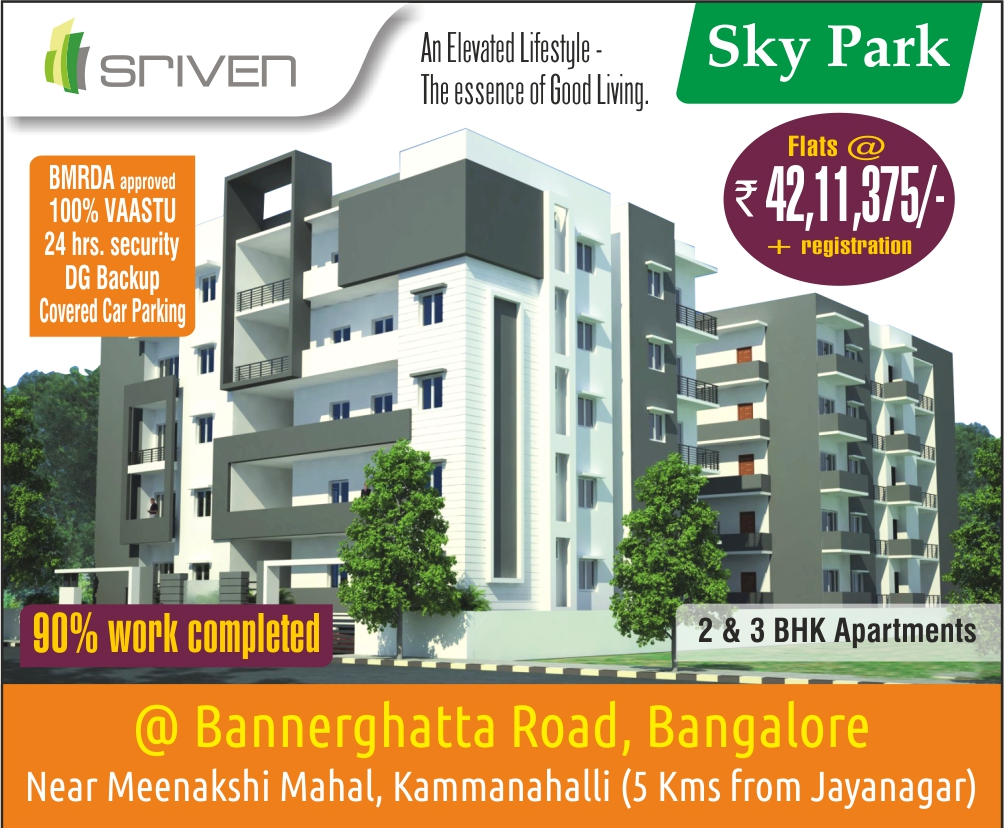 SRIVEN
An Elevated Lifestyle -
The essence of Good Living.
Sky Park
BMRDA approved
100% VAASTU
24 hrs. security
DG Backup
Covered Car Parking
Flats @
₹ 42,11,375/-
+ registration
90% work completed
2 & 3 BHK Apartments
@ Bannerghatta Road, Bangalore
Near Meenakshi Mahal, Kammanahalli (5 Kms from Jayanagar)